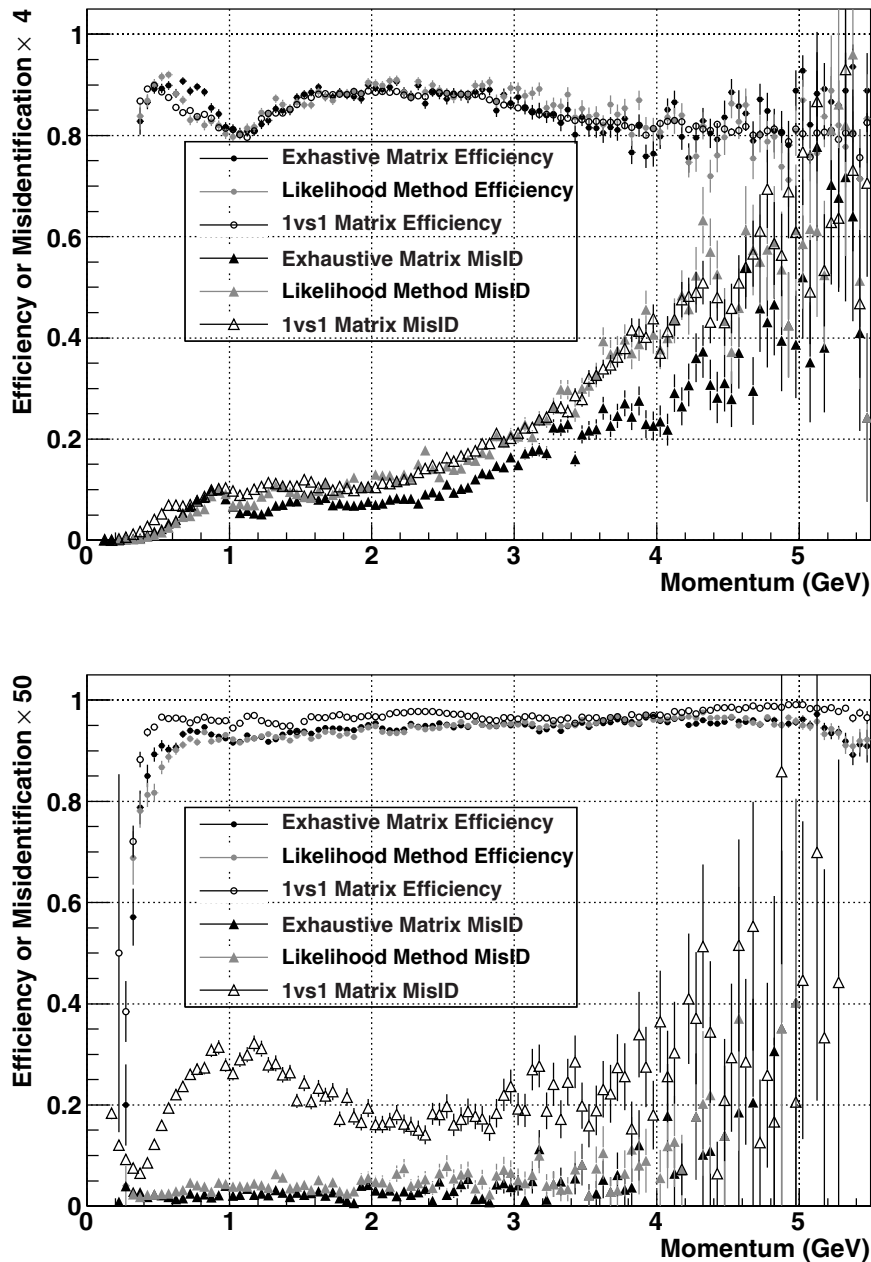 Efficiency or Misidentification × 4
1
0.8
0.6
0.4
0.2
0
Exhastive Matrix Efficiency
Likelihood Method Efficiency
1vs1 Matrix Efficiency
Exhaustive Matrix MisID
Likelihood Method MisID
1vs1 Matrix MisID
0 1 2 3 4 5
Momentum (GeV)
Efficiency or Misidentification × 50
1
0.8
0.6
0.4
0.2
0
Exhastive Matrix Efficiency
Likelihood Method Efficiency
1vs1 Matrix Efficiency
Exhaustive Matrix MisID
Likelihood Method MisID
1vs1 Matrix MisID
0 1 2 3 4 5
Momentum (GeV)